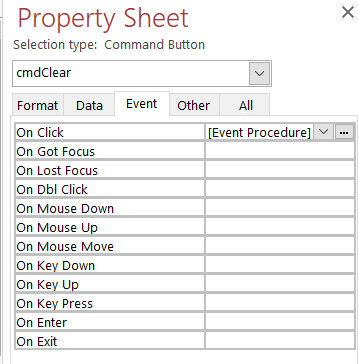 Property Sheet
Selection type: Command Button
cmdClear
Format Data Event Other All
On Click [Event Procedure] ...
On Got Focus
On Lost Focus
On Dbl Click
On Mouse Down
On Mouse Up
On Mouse Move
On Key Down
On Key Up
On Key Press
On Enter
On Exit